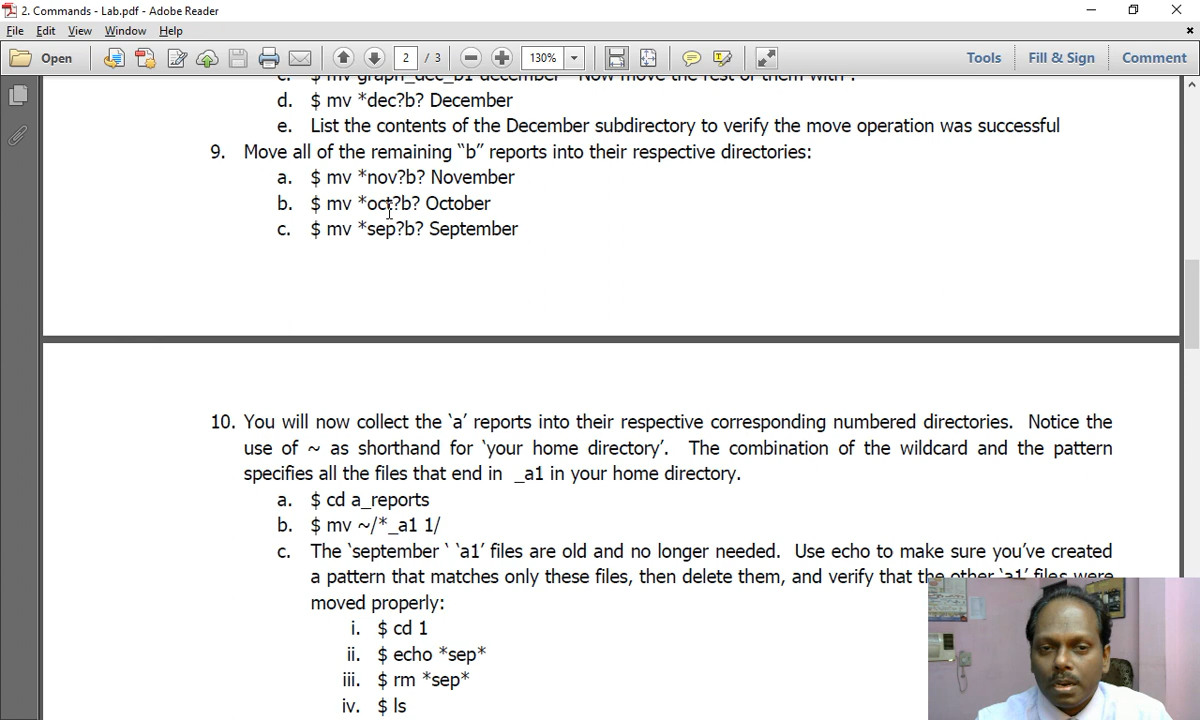 2. Commands - Lab.pdf - Adobe Reader
File Edit View Window Help
Open 2 / 3 130% Tools Fill & Sign Comment
c. $ mv graph_dec_b1 december
d. $ mv *dec?b? December
e. List the contents of the December subdirectory to verify the move operation was successful
9. Move all of the remaining “b” reports into their respective directories:
a. $ mv *nov?b? November
b. $ mv *oct?b? October
c. $ mv *sep?b? September
10. You will now collect the ‘a’ reports into their respective corresponding numbered directories. Notice the
use of ~ as shorthand for ‘your home directory’. The combination of the wildcard and the pattern
specifies all the files that end in _a1 in your home directory.
a. $ cd a_reports
b. $ mv ~/*_a1 1/
c. The ‘september ‘ ‘a1’ files are old and no longer needed. Use echo to make sure you’ve created
a pattern that matches only these files, then delete them, and verify that the other ‘a1’ files were
moved properly:
i. $ cd 1
ii. $ echo *sep*
iii. $ rm *sep*
iv. $ ls